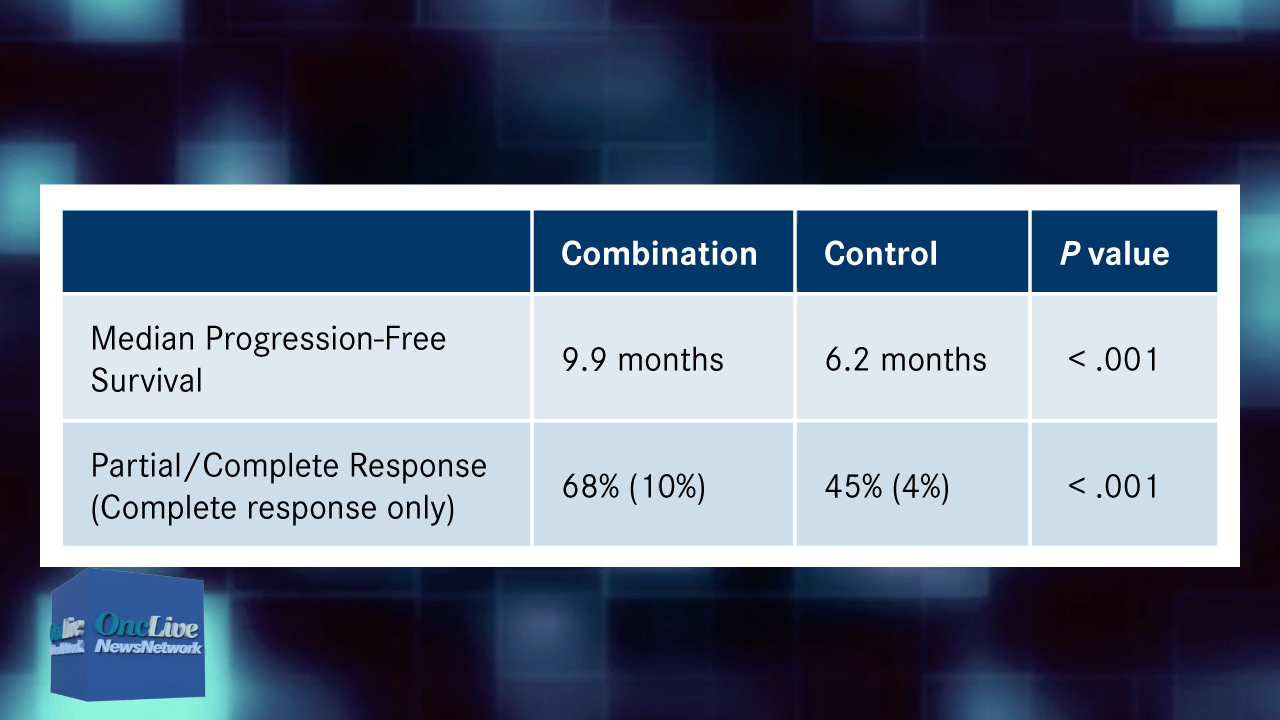 Combination
Control
P value
Median Progression-Free
Survival
9.9 months
6.2 months
< .001
Partial/Complete Response
(Complete response only)
68% (10%)
45% (4%)
< .001
OncLive
NewsNetwork